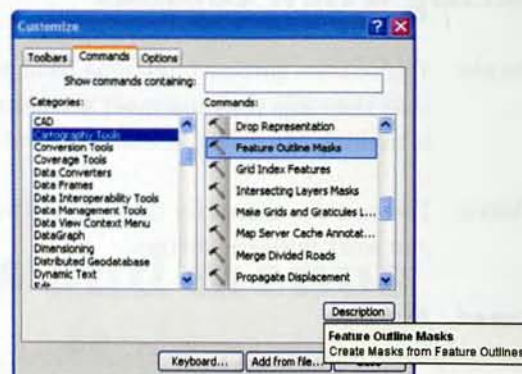 Customize
Toolbars Commands Options
Show commands containing:
Categories:
CAD
Cartography Tools
Conversion Tools
Coverage Tools
Data Converters
Data Frames
Data Interoperability Tools
Data Management Tools
Data View Context Menu
DataGraph
Dimensioning
Distributed Geodatabase
Dynamic Text
Commands:
Drop Representation
Feature Outline Masks
Grid Index Features
Intersecting Layers Masks
Make Grids and Graticules L...
Map Server Cache Annotat...
Merge Divided Roads
Propagate Displacement
Description
Feature Outline Masks
Create Masks from Feature Outlines
Keyboard... Add from file...